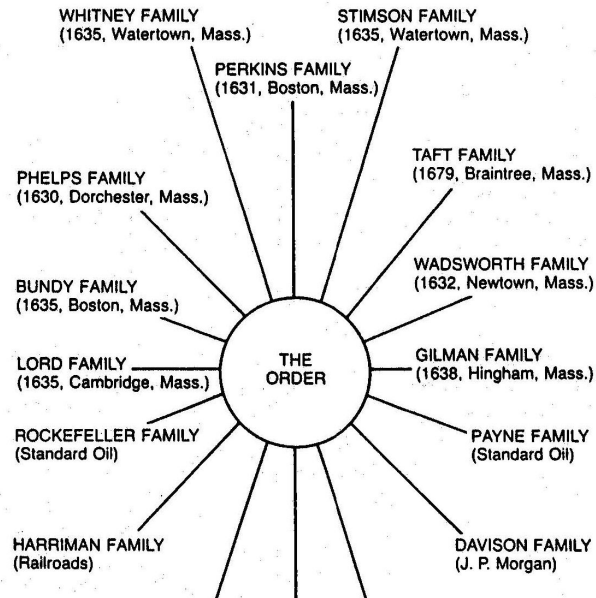 WHITNEY FAMILY
(1635, Watertown, Mass.)
STIMSON FAMILY
(1635, Watertown, Mass.)
PERKINS FAMILY
(1631, Boston, Mass.)
TAFT FAMILY
(1679, Braintree, Mass.)
PHELPS FAMILY
(1630, Dorchester, Mass.)
WADSWORTH FAMILY
(1632, Newtown, Mass.)
BUNDY FAMILY
(1635, Boston, Mass.)
THE
ORDER
GILMAN FAMILY
(1638, Hingham, Mass.)
LORD FAMILY
(1635, Cambridge, Mass.)
ROCKEFELLER FAMILY
(Standard Oil)
PAYNE FAMILY
(Standard Oil)
HARRIMAN FAMILY
(Railroads)
DAVISON FAMILY
(J. P. Morgan)